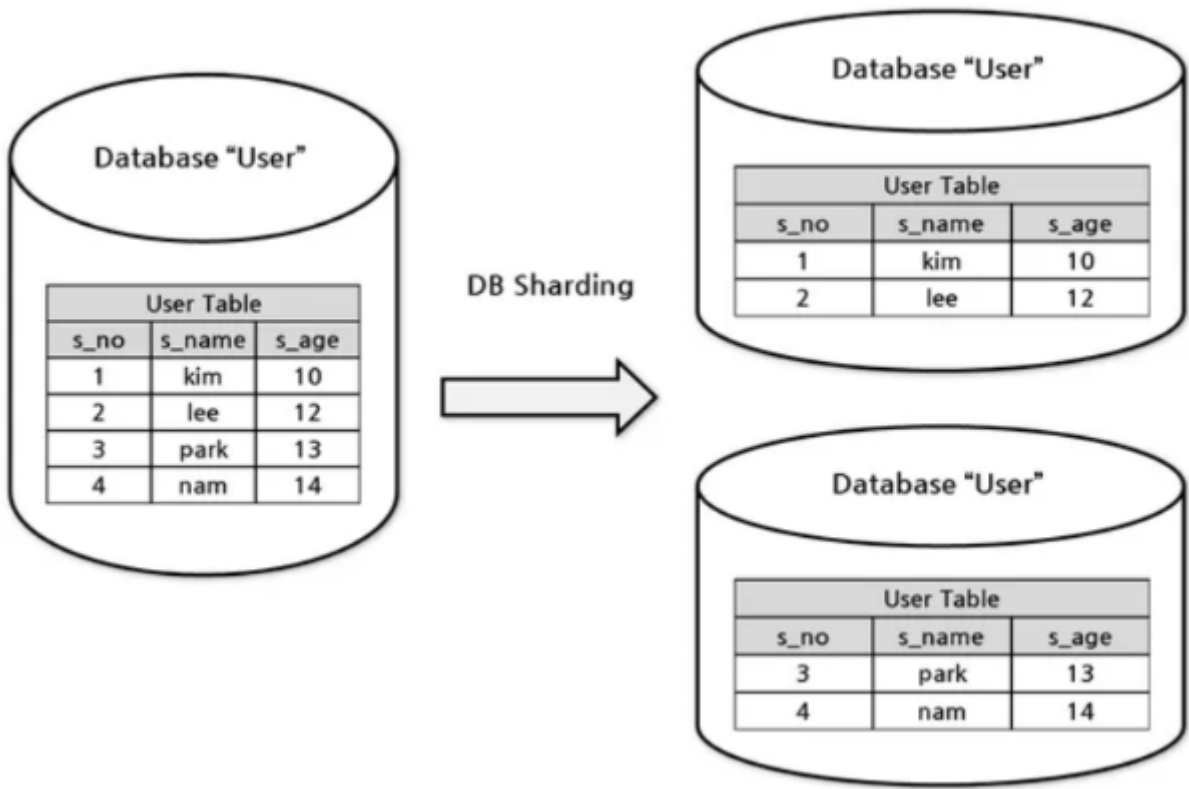 Database “User”
User Table
s_no s_name s_age
1 kim 10
2 lee 12
3 park 13
4 nam 14
DB Sharding
Database “User”
User Table
s_no s_name s_age
1 kim 10
2 lee 12
Database “User”
User Table
s_no s_name s_age
3 park 13
4 nam 14